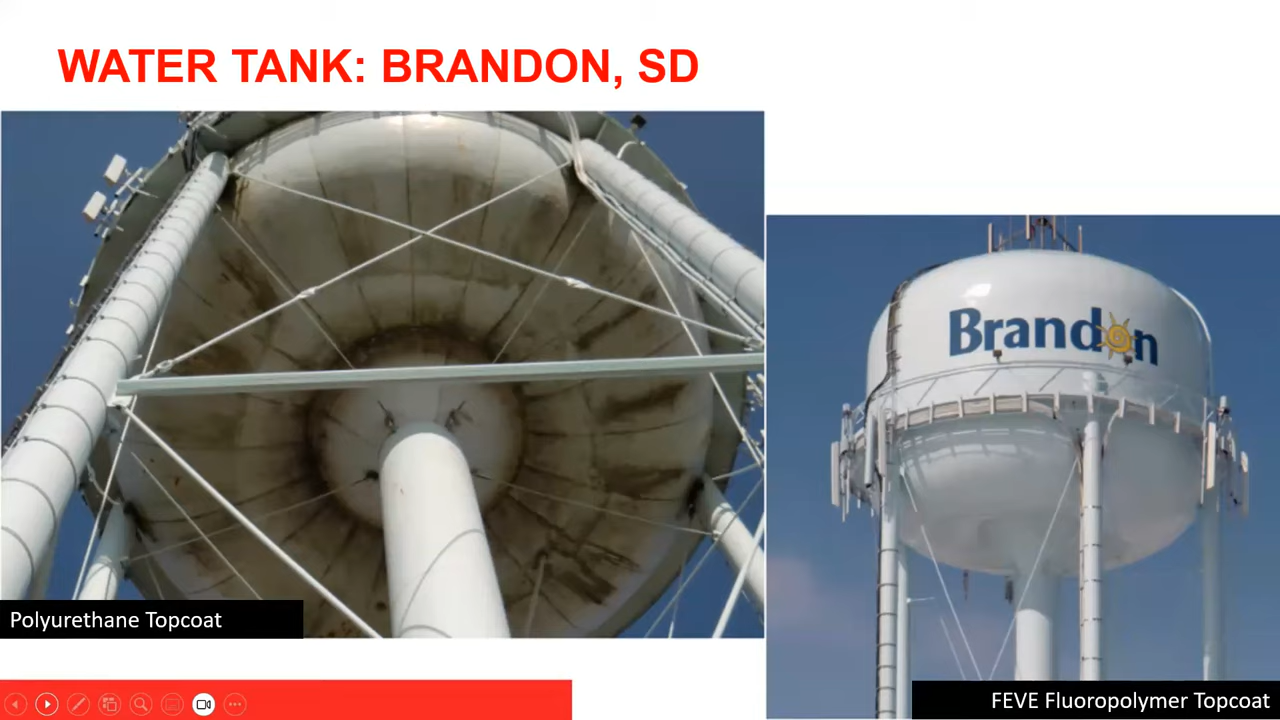 WATER TANK: BRANDON, SD
Brandon
Polyurethane Topcoat
FEVE Fluoropolymer Topcoat